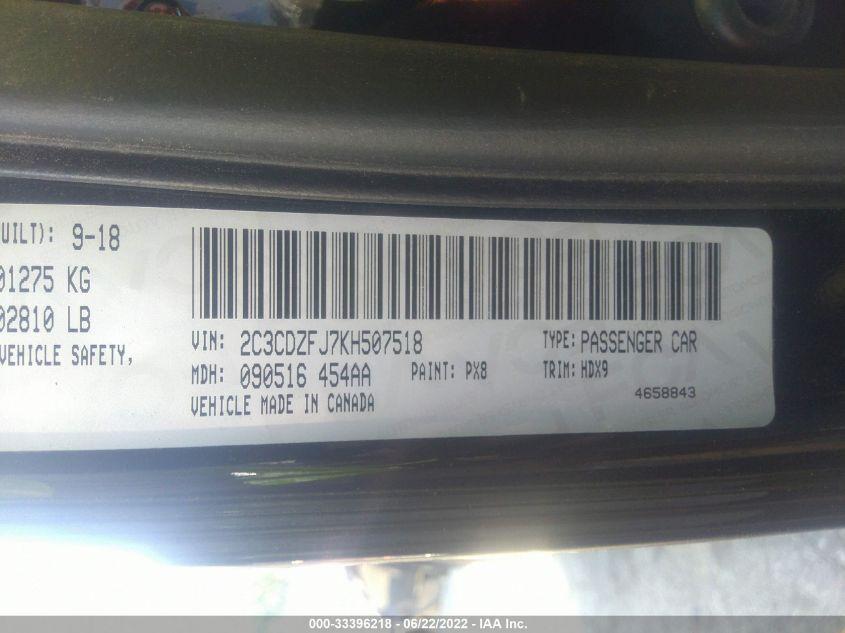 UILT): 9-18
01275 KG
02810 LB
VEHICLE SAFETY,
VIN: 2C3CDZFJ7KH507518 TYPE: PASSENGER CAR
MDH: 090516 454AA PAINT: PX8 TRIM: HDX9
VEHICLE MADE IN CANADA 4658843
000-33396218 - 06/22/2022 - IAA Inc.